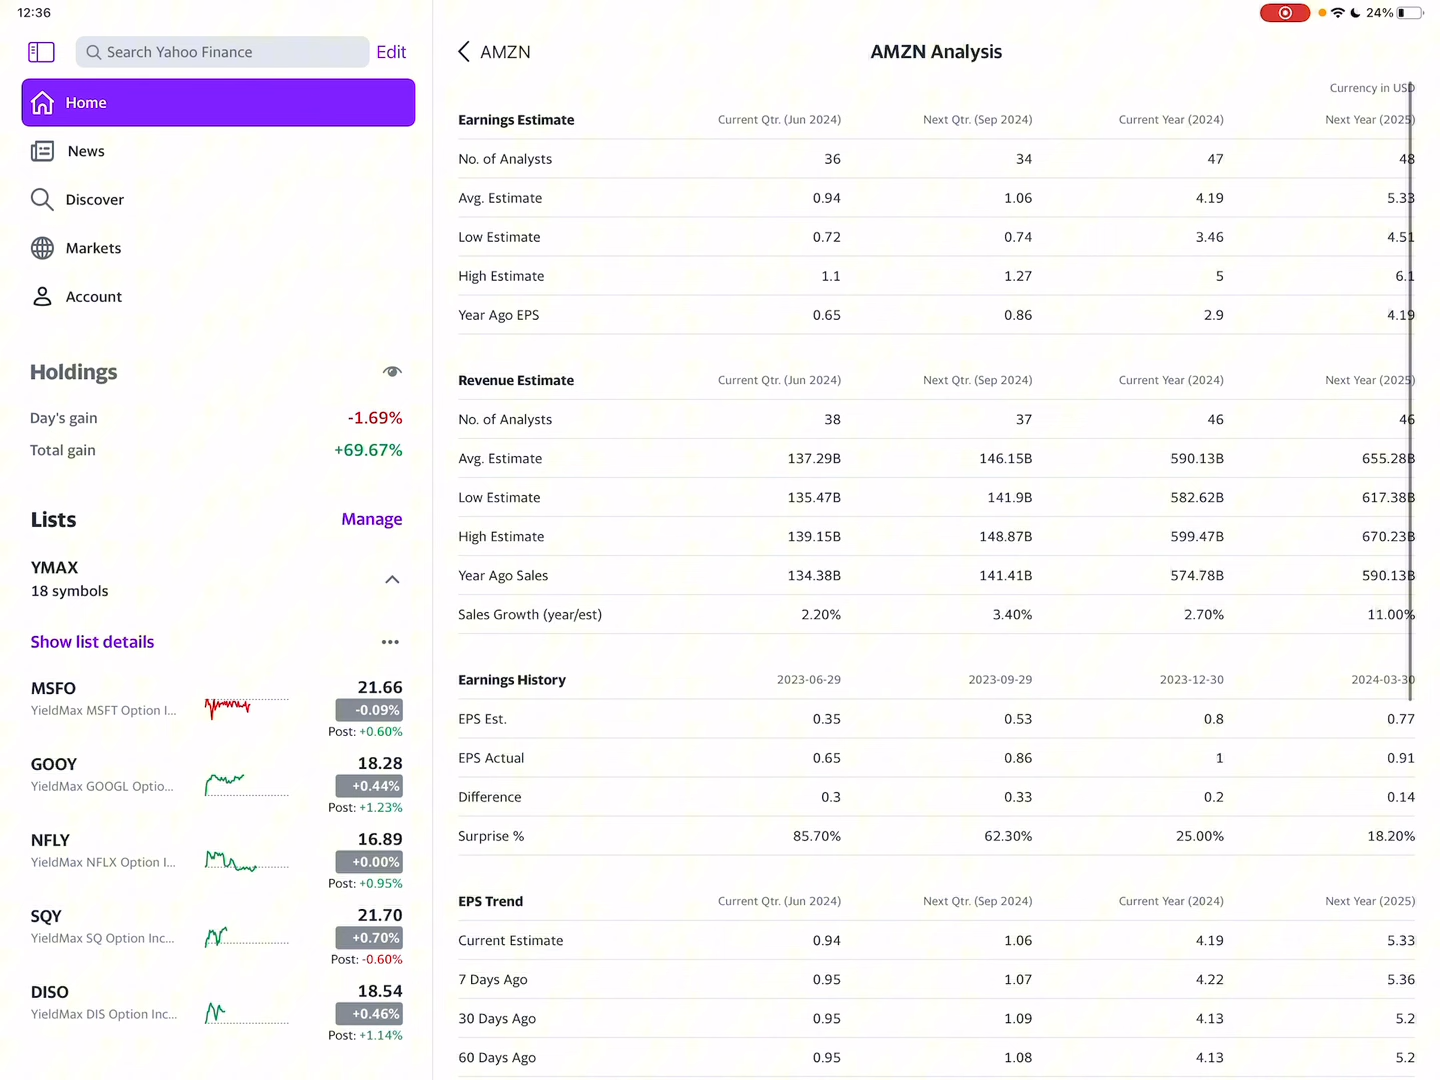 12:36
24%
Search Yahoo Finance
Edit
Home
News
Discover
Markets
Account
Holdings
Day's gain -1.69%
Total gain +69.67%
Lists Manage
YMAX
18 symbols
Show list details
MSFO 21.66
YieldMax MSFT Option I... -0.09%
Post: +0.60%
GOOY 18.28
YieldMax GOOGL Optio... +0.44%
Post: +1.23%
NFLY 16.89
YieldMax NFLX Option I... +0.00%
Post: +0.95%
SQY 21.70
YieldMax SQ Option Inc... +0.70%
Post: -0.60%
DISO 18.54
YieldMax DIS Option Inc... +0.46%
Post: +1.14%
AMZN
AMZN Analysis
Currency in USD
Earnings Estimate Current Qtr. (Jun 2024) Next Qtr. (Sep 2024) Current Year (2024) Next Year (2025)
No. of Analysts 36 34 47 48
Avg. Estimate 0.94 1.06 4.19 5.33
Low Estimate 0.72 0.74 3.46 4.51
High Estimate 1.1 1.27 5 6.1
Year Ago EPS 0.65 0.86 2.9 4.19
Revenue Estimate Current Qtr. (Jun 2024) Next Qtr. (Sep 2024) Current Year (2024) Next Year (2025)
No. of Analysts 38 37 46 46
Avg. Estimate 137.29B 146.15B 590.13B 655.28B
Low Estimate 135.47B 141.9B 582.62B 617.38B
High Estimate 139.15B 148.87B 599.47B 670.23B
Year Ago Sales 134.38B 141.41B 574.78B 590.13B
Sales Growth (year/est) 2.20% 3.40% 2.70% 11.00%
Earnings History 2023-06-29 2023-09-29 2023-12-30 2024-03-30
EPS Est. 0.35 0.53 0.8 0.77
EPS Actual 0.65 0.86 1 0.91
Difference 0.3 0.33 0.2 0.14
Surprise % 85.70% 62.30% 25.00% 18.20%
EPS Trend Current Qtr. (Jun 2024) Next Qtr. (Sep 2024) Current Year (2024) Next Year (2025)
Current Estimate 0.94 1.06 4.19 5.33
7 Days Ago 0.95 1.07 4.22 5.36
30 Days Ago 0.95 1.09 4.13 5.2
60 Days Ago 0.95 1.08 4.13 5.2